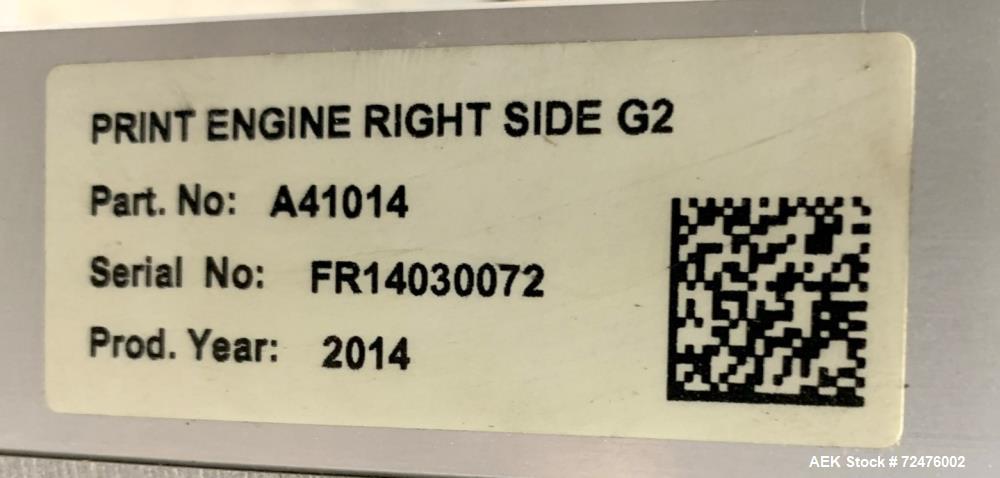 PRINT ENGINE RIGHT SIDE G2
Part. No: A41014
Serial No: FR14030072
Prod. Year: 2014
AEK Stock # 72476002